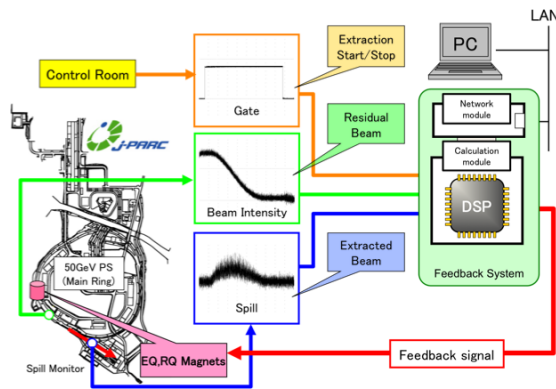 LAN
PC
Extraction
Start/Stop
Control Room
Gate
Network
module
Residual
Beam
J-PARC
Calculation
module
DSP
Beam Intensity
50GeV PS
(Main Ring)
Extracted
Beam
Feedback System
Spill
EQ,RQ Magnets
Feedback signal
Spill Monitor